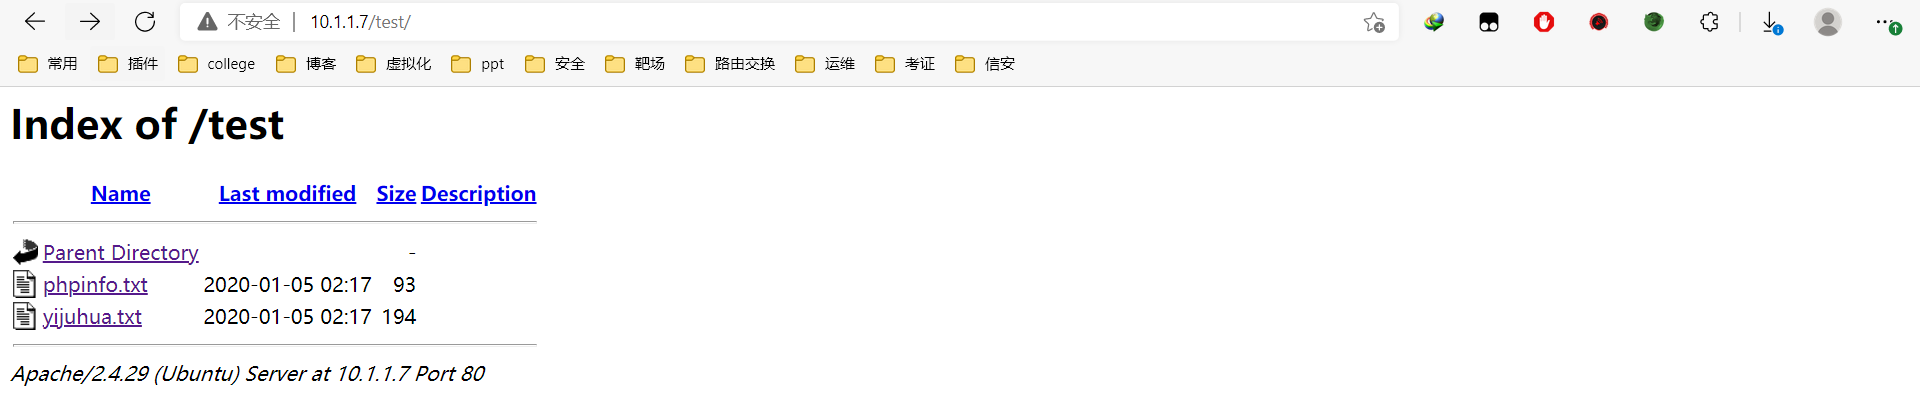 不安全 | 10.1.1.7/test/
常用 插件 college 博客 虚拟化 ppt 安全 靶场 路由交换 运维 考证 信安
Index of /test
Name Last modified Size Description
Parent Directory -
phpinfo.txt 2020-01-05 02:17 93
yijuhua.txt 2020-01-05 02:17 194
Apache/2.4.29 (Ubuntu) Server at 10.1.1.7 Port 80